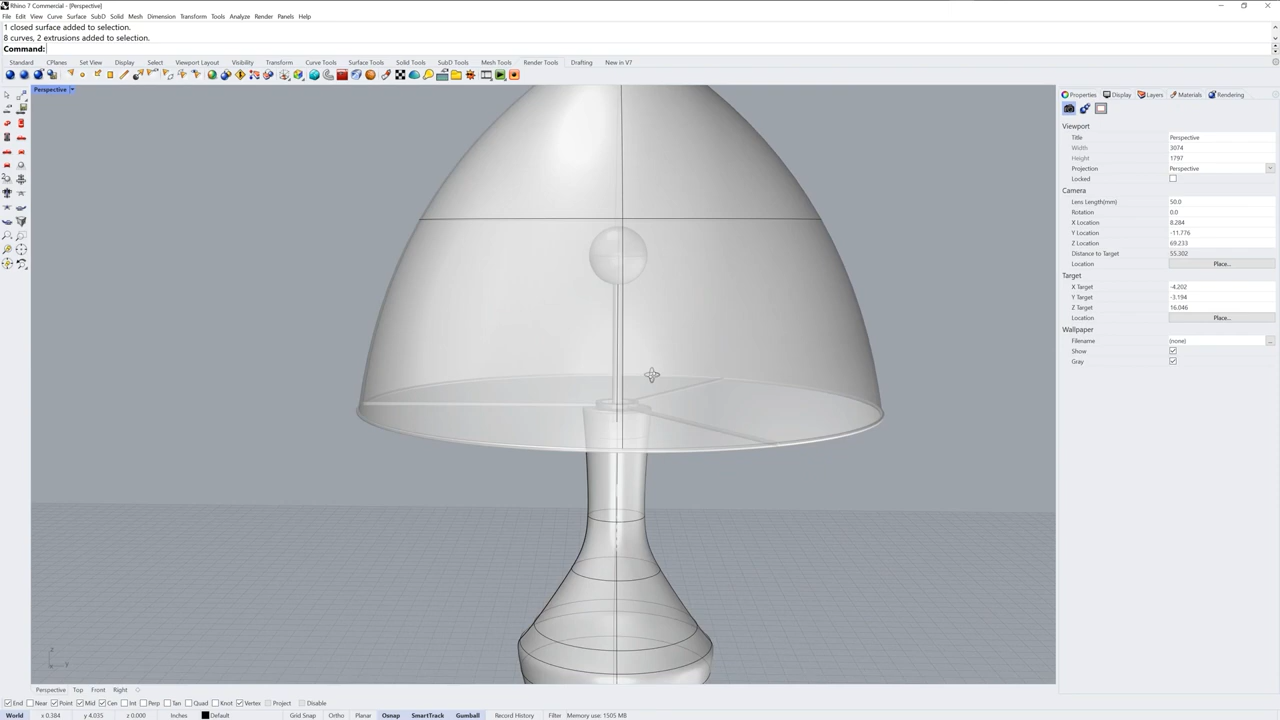 Rhino 7 Commercial - [Perspective]
File Edit View Curve Surface SubD Solid Mesh Dimension Transform Tools Analyze Render Panels Help
1 closed surface added to selection.
8 curves, 2 extrusions added to selection.
Command:
Standard CPlanes Set View Display Select Viewport Layout Visibility Transform Curve Tools Surface Tools Solid Tools SubD Tools Mesh Tools Render Tools Drafting New in V7
Perspective
Properties Display Layers Materials Rendering
Viewport
Title Perspective
Width 3074
Height 1797
Projection Perspective
Locked
Camera
Lens Length(mm) 50.0
Rotation 0.0
X Location 8.284
Y Location -11.776
Z Location 69.233
Distance to Target 55.302
Location Place...
Target
X Target -4.202
Y Target -3.194
Z Target 16.046
Location Place...
Wallpaper
Filename (none) ...
Show
Gray
z
Perspective Top Front Right
End Near Point Mid Cen Int Perp Tan Quad Knot Vertex Project Disable
World x 0.384 y 4.035 z 0.000 Inches Default Grid Snap Ortho Planar Osnap SmartTrack Gumball Record History Filter Memory use: 1505 MB